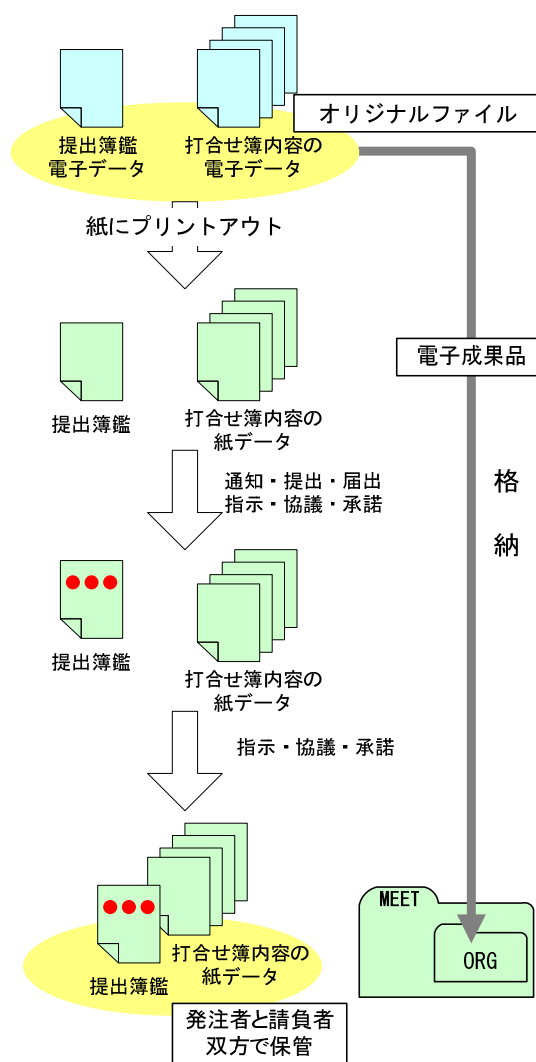 オリジナルファイル
提出簿鑑
電子データ
打合せ簿内容の
電子データ
紙にプリントアウト
電子成果品
提出簿鑑
打合せ簿内容の
紙データ
通知・提出・届出
指示・協議・承諾
格
納
提出簿鑑
打合せ簿内容の
紙データ
指示・協議・承諾
MEET
ORG
打合せ簿内容の
紙データ
提出簿鑑
発注者と請負者
双方で保管